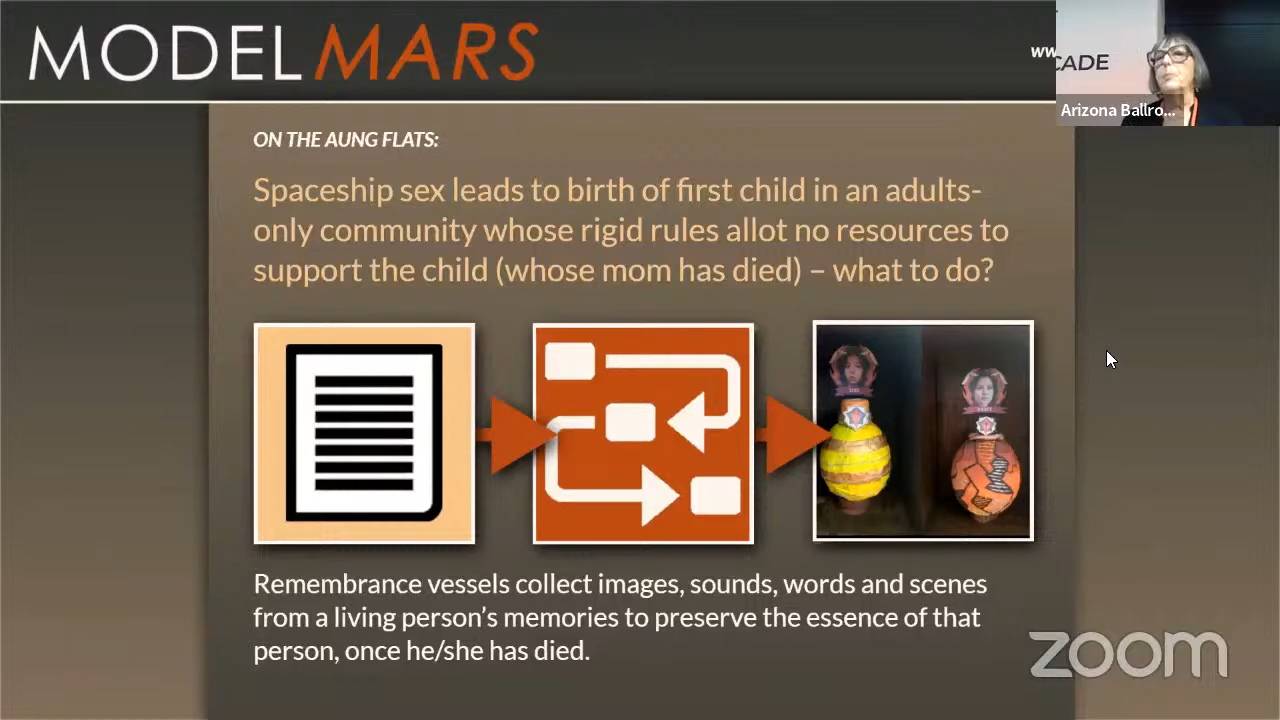 MODEL MARS
ww
CADE
Arizona Ballro...
ON THE AUNG FLATS:
Spaceship sex leads to birth of first child in an adults-
only community whose rigid rules allot no resources to
support the child (whose mom has died) – what to do?
Remembrance vessels collect images, sounds, words and scenes
from a living person's memories to preserve the essence of that
person, once he/she has died.
zoom